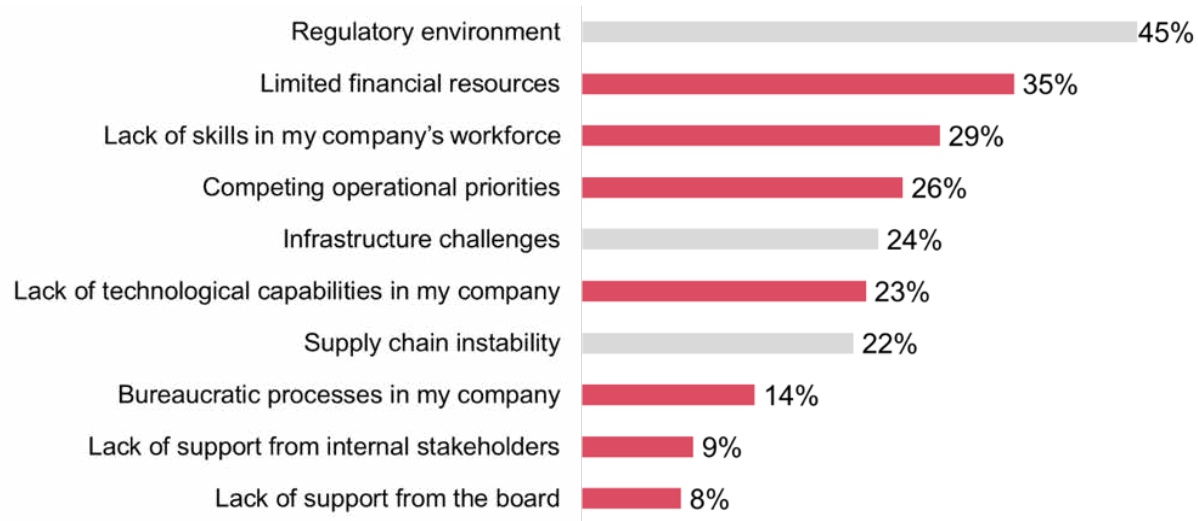 Regulatory environment 45%
Limited financial resources 35%
Lack of skills in my company’s workforce 29%
Competing operational priorities 26%
Infrastructure challenges 24%
Lack of technological capabilities in my company 23%
Supply chain instability 22%
Bureaucratic processes in my company 14%
Lack of support from internal stakeholders 9%
Lack of support from the board 8%